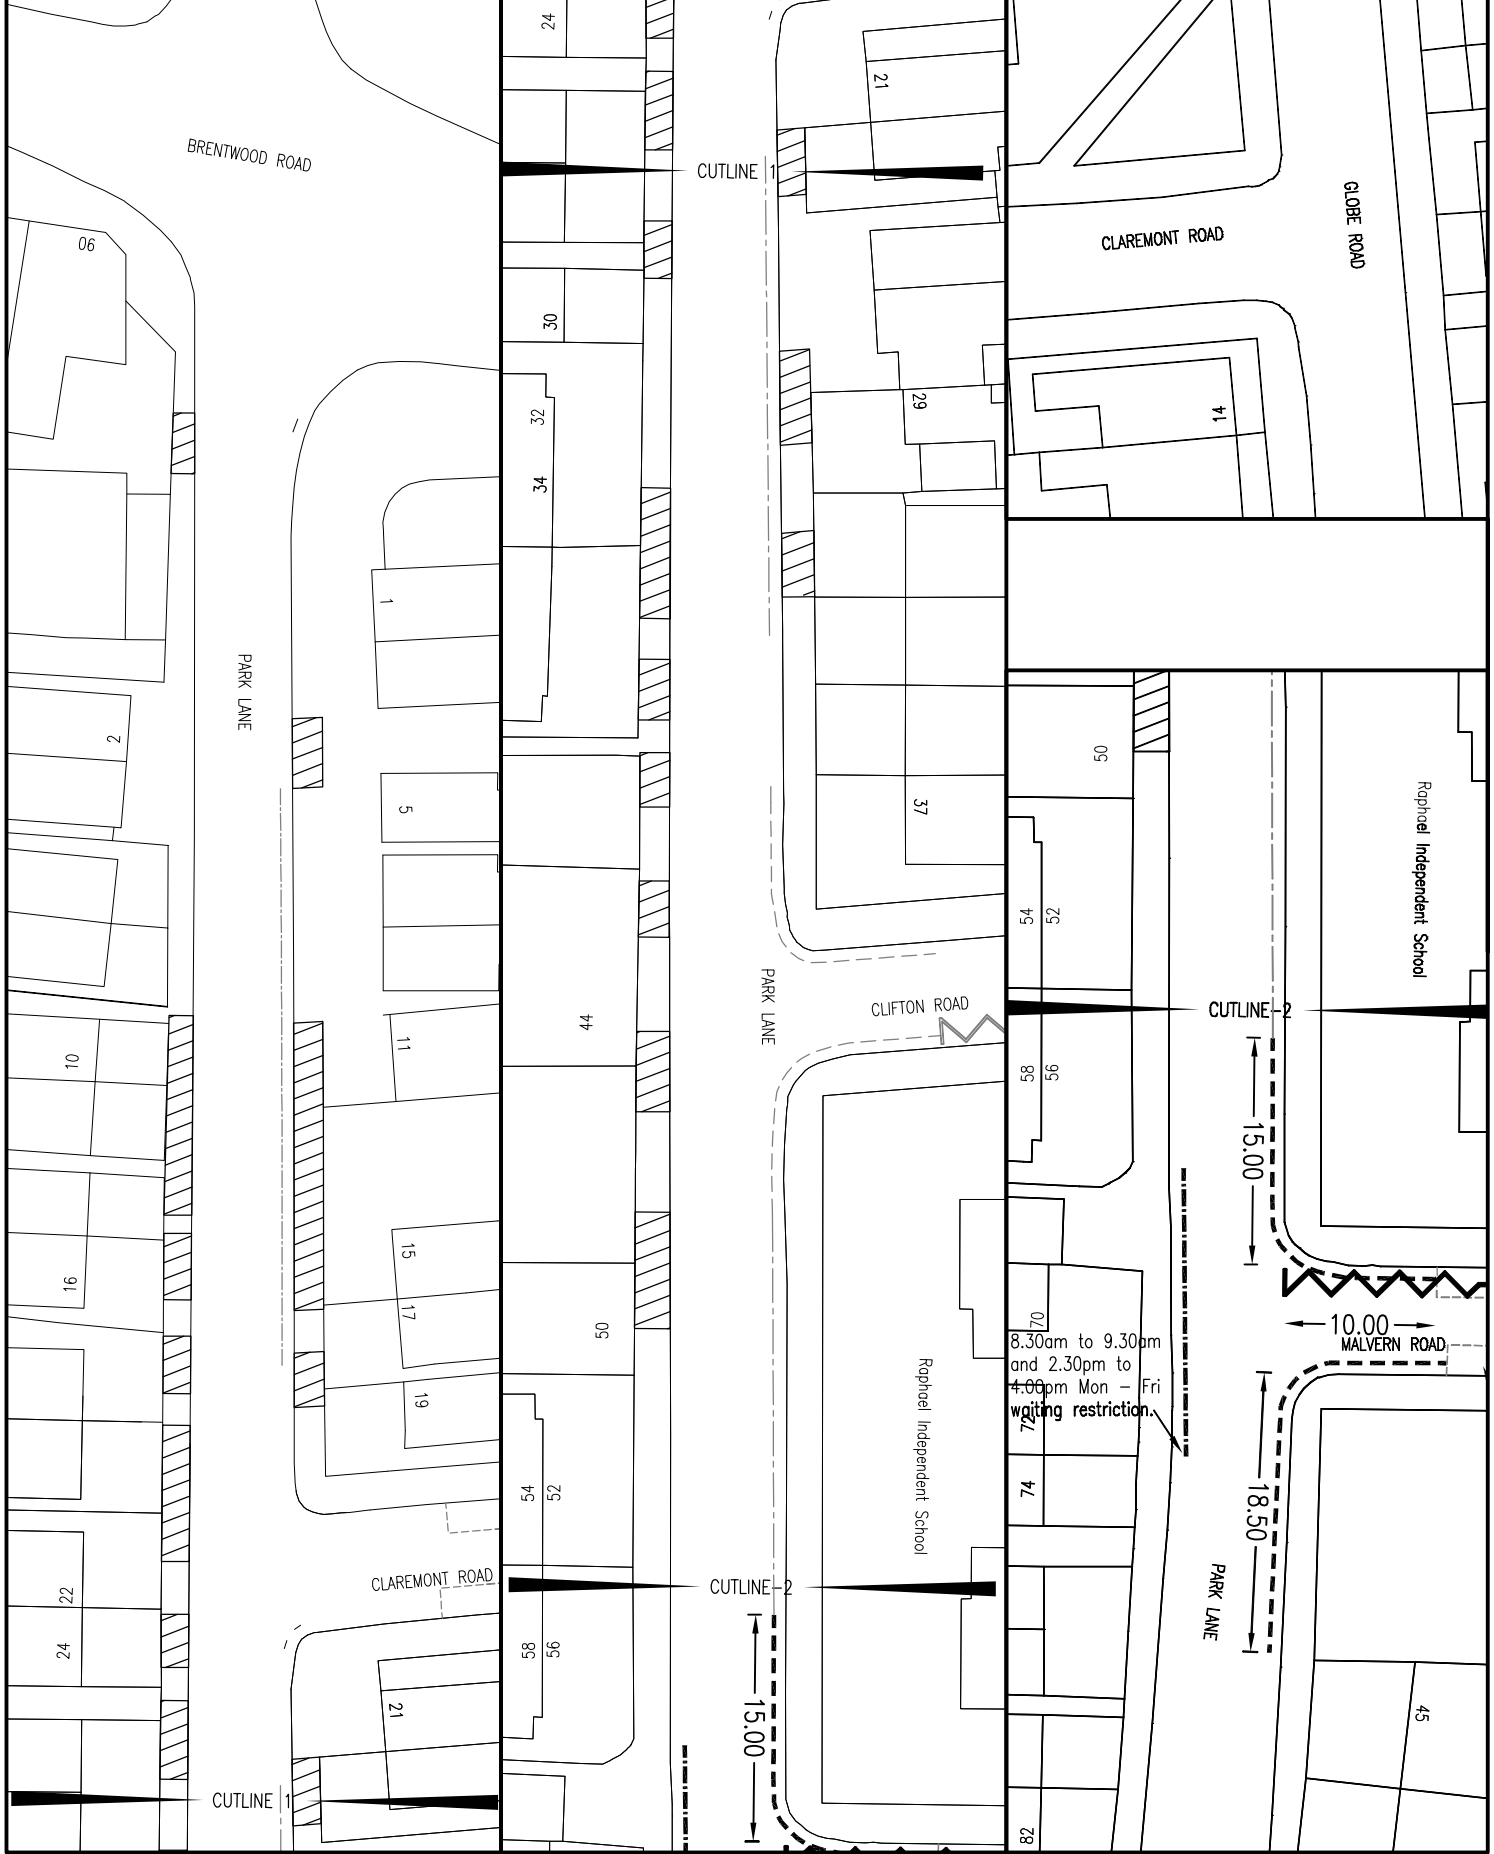 BRENTWOOD ROAD
90
PARK LANE
1
2
5
10
11
15
16
17
19
CLAREMONT ROAD
22
24
21
CUTLINE 1
24
21
CUTLINE 1
30
32
34
29
37
PARK LANE
CLIFTON ROAD
44
50
Raphael Independent School
54
52
CUTLINE-2
58
56
15.00
GLOBE ROAD
CLAREMONT ROAD
14
50
Raphael Independent School
54
52
CUTLINE-2
58
56
15.00
10.00
MALVERN ROAD
70
8.30am to 9.30am
and 2.30pm to
4.00pm Mon – Fri
waiting restriction.
72
74
18.50
PARK LANE
45
82